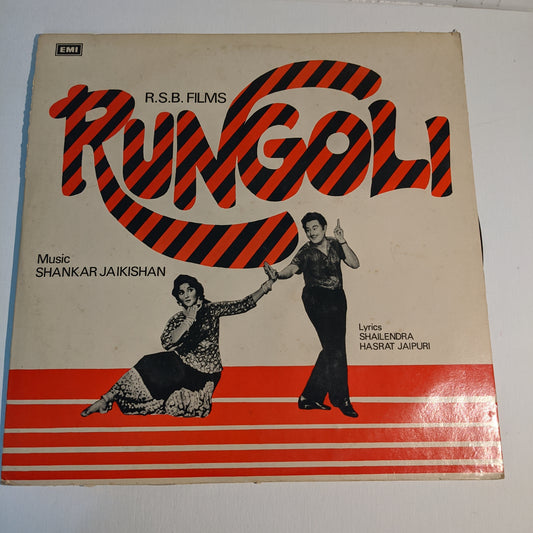 EMI
R.S.B. FILMS
RUNGOLI
Music
SHANKAR JAIKISHAN
Lyrics
SHAILENDRA
HASRAT JAIPURI